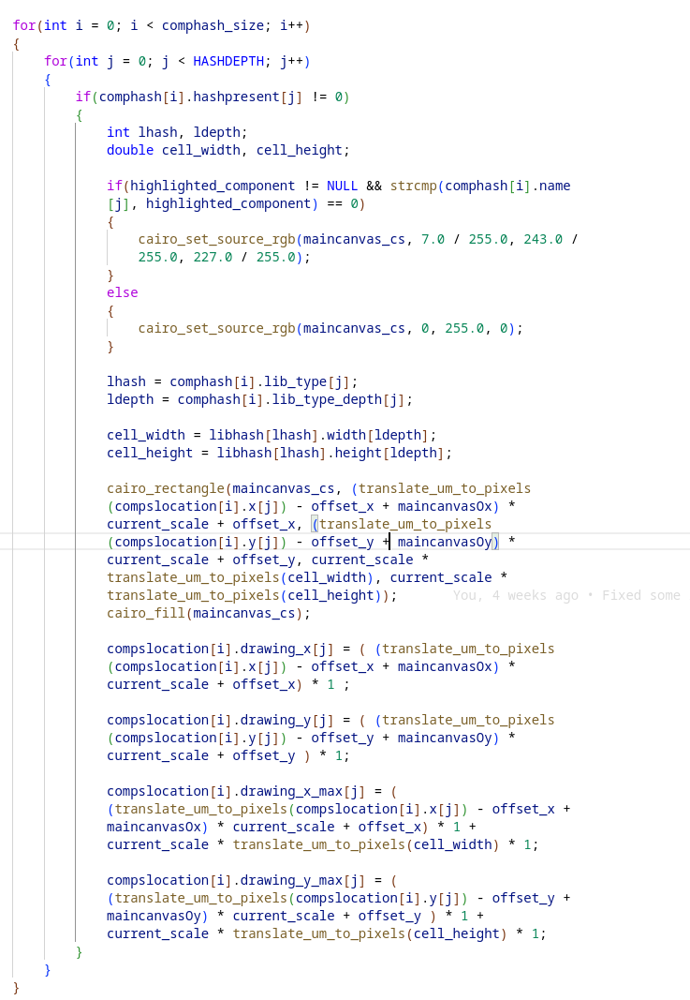 for(int i = 0; i < comphash_size; i++)
{
for(int j = 0; j < HASHDEPTH; j++)
{
if(comphash[i].hashpresent[j] != 0)
{
int lhash, ldepth;
double cell_width, cell_height;
if(highlighted_component != NULL && strcmp(comphash[i].name
[j], highlighted_component) == 0)
{
cairo_set_source_rgb(maincanvas_cs, 7.0 / 255.0, 243.0 /
255.0, 227.0 / 255.0);
}
else
{
cairo_set_source_rgb(maincanvas_cs, 0, 255.0, 0);
}
lhash = comphash[i].lib_type[j];
ldepth = comphash[i].lib_type_depth[j];
cell_width = libhash[lhash].width[ldepth];
cell_height = libhash[lhash].height[ldepth];
cairo_rectangle(maincanvas_cs, (translate_um_to_pixels
(compslocation[i].x[j]) - offset_x + maincanvasOx) *
current_scale + offset_x, (translate_um_to_pixels
(compslocation[i].y[j]) - offset_y + maincanvasOy) *
current_scale + offset_y, current_scale *
translate_um_to_pixels(cell_width), current_scale *
translate_um_to_pixels(cell_height)); You, 4 weeks ago • Fixed some
cairo_fill(maincanvas_cs);
compslocation[i].drawing_x[j] = ( (translate_um_to_pixels
(compslocation[i].x[j]) - offset_x + maincanvasOx) *
current_scale + offset_x) * 1 ;
compslocation[i].drawing_y[j] = ( (translate_um_to_pixels
(compslocation[i].y[j]) - offset_y + maincanvasOy) *
current_scale + offset_y ) * 1;
compslocation[i].drawing_x_max[j] = (
(translate_um_to_pixels(compslocation[i].x[j]) - offset_x +
maincanvasOx) * current_scale + offset_x) * 1 +
current_scale * translate_um_to_pixels(cell_width) * 1;
compslocation[i].drawing_y_max[j] = (
(translate_um_to_pixels(compslocation[i].y[j]) - offset_y +
maincanvasOy) * current_scale + offset_y ) * 1 +
current_scale * translate_um_to_pixels(cell_height) * 1;
}
}
}